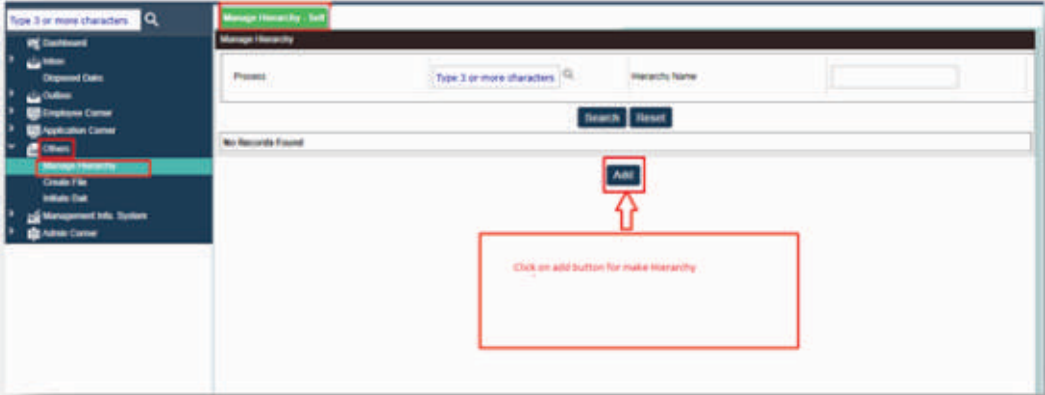 Type 3 or more characters
Dashboard
Inbox
Disposed Daks
Outbox
Employee Corner
Application Corner
Others
Manage Hierarchy
Create File
Initiate Dak
Management Info. System
Admin Corner
Manage Hierarchy - Self
Manage Hierarchy
Process
Type 3 or more characters
Hierarchy Name
Search Reset
No Records Found
Add
Click on add button for make Hierarchy